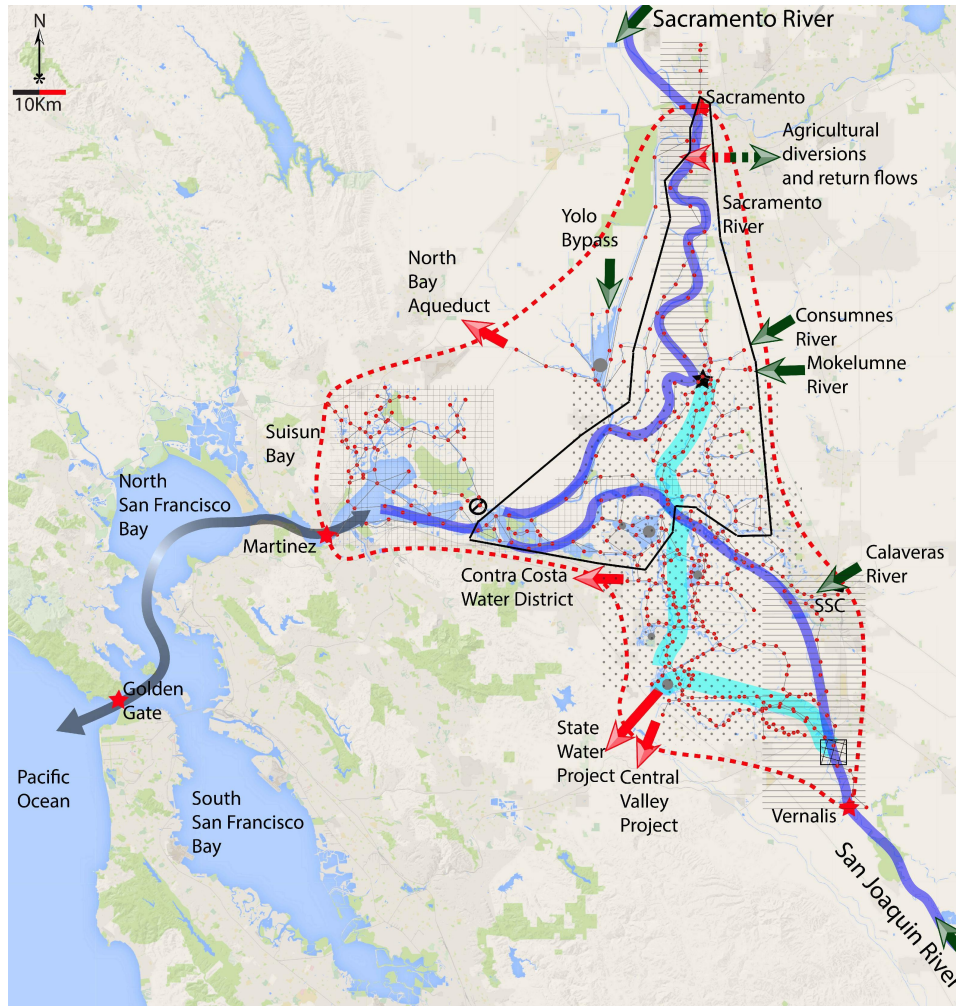 N
10Km
Sacramento River
Sacramento
Agricultural
diversions
and return flows
Sacramento
River
Yolo
Bypass
North
Bay
Aqueduct
Consumnes
River
Mokelumne
River
Suisun
Bay
North
San Francisco
Bay
Martinez
Contra Costa
Water District
Calaveras
River
SSC
Golden
Gate
State
Water
Project
Central
Valley
Project
Pacific
Ocean
South
San Francisco
Bay
Vernalis
San Joaquin River